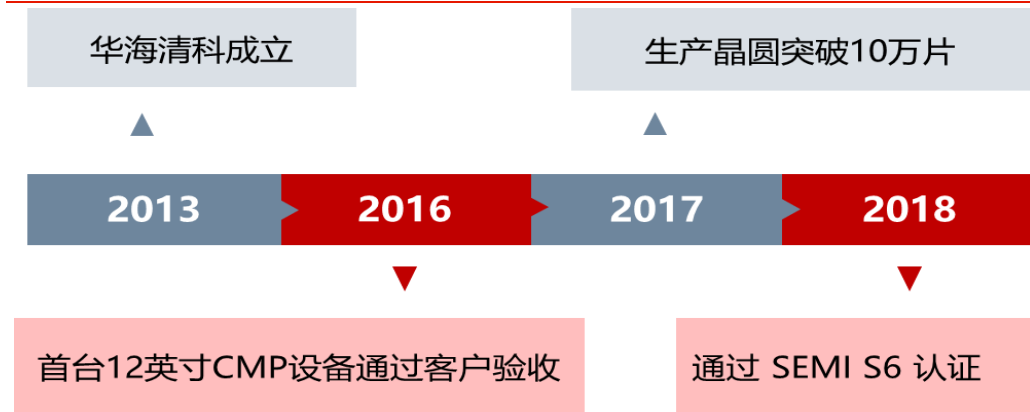 华海清科成立
生产晶圆突破10万片
2013
2016
2017
2018
首台12英寸CMP设备通过客户验收
通过 SEMI S6 认证